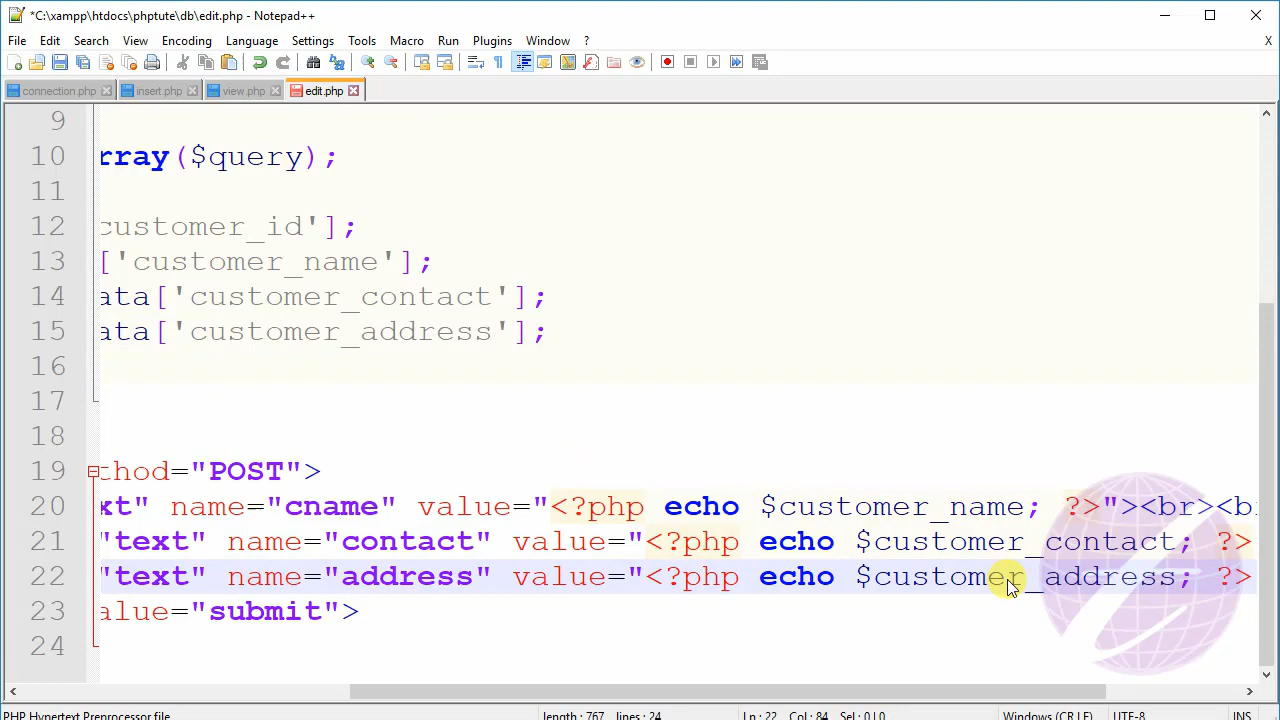 *C:\xampp\htdocs\phptute\db\edit.php - Notepad++
File Edit Search View Encoding Language Settings Tools Macro Run Plugins Window ? X
connection.php insert.php view.php edit.php
9
10 rray($query);
11
12 customer_id'];
13 ['customer_name'];
14 ata['customer_contact'];
15 ata['customer_address'];
16
17
18
19 thod="POST">
20 xt" name="cname" value="<?php echo $customer_name; ?>"><br><b
21 "text" name="contact" value="<?php echo $customer_contact; ?>
22 "text" name="address" value="<?php echo $customer_address; ?>
23 alue="submit">
24
PHP Hypertext Preprocessor file length : 767 lines : 24 Ln : 22 Col : 84 Sel : 0 | 0 Windows (CR LF) UTF-8 INS